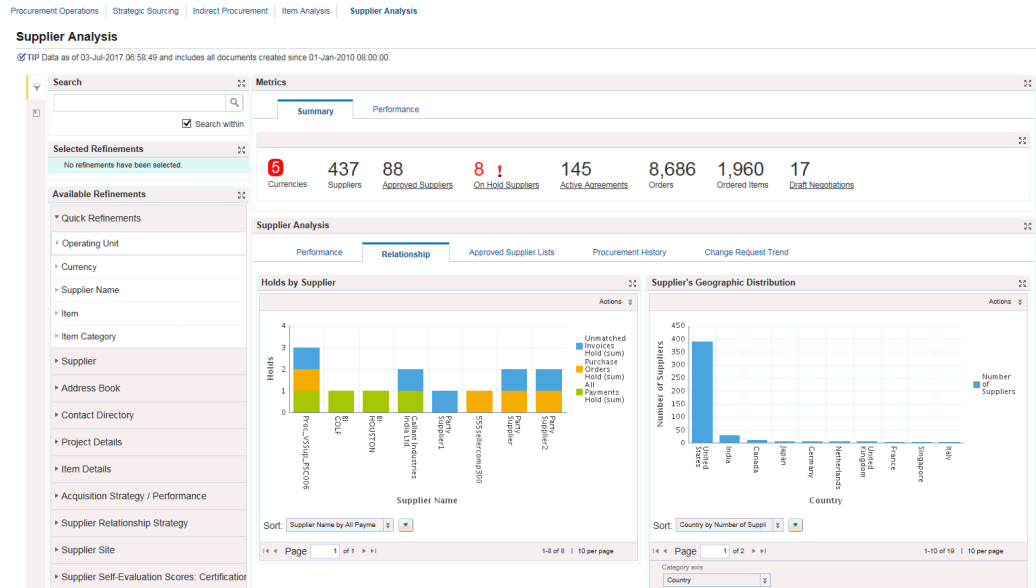 Procurement Operations | Strategic Sourcing | Indirect Procurement | Item Analysis | Supplier Analysis
Supplier Analysis
TIP Data as of 03-Jul-2017 06:58:49 and includes all documents created since 01-Jan-2010 08:00:00.
Search
Search within
Selected Refinements
No refinements have been selected.
Available Refinements
Quick Refinements
Operating Unit
Currency
Supplier Name
Item
Item Category
Supplier
Address Book
Contact Directory
Project Details
Item Details
Acquisition Strategy / Performance
Supplier Relationship Strategy
Supplier Site
Supplier Self-Evaluation Scores: Certification
Metrics
Summary
Performance
5
Currencies
437
Suppliers
88
Approved Suppliers
8 !
On Hold Suppliers
145
Active Agreements
8,686
Orders
1,960
Ordered Items
17
Draft Negotiations
Supplier Analysis
Performance
Relationship
Approved Supplier Lists
Procurement History
Change Request Trend
Holds by Supplier
Actions
Holds
4
3
2
1
0
Proc_VSSup_PSC006
BI
GOLF
BI
HOUSTON
Callant Industries
India Ltd.
Party
Supplier1
555sellercomp300
Party
Supplier
Party
Supplier2
Supplier Name
Unmatched
Invoices
Hold (sum)
Purchase
Orders
Hold (sum)
All
Payments
Hold (sum)
Sort: Supplier Name by All Payme
Page 1 of 1
1-8 of 8 | 10 per page
Supplier's Geographic Distribution
Actions
Number of Suppliers
450
400
350
300
250
200
150
100
50
0
United
States
India
Canada
Japan
Germany
Netherlands
United
Kingdom
France
Singapore
Italy
Country
Number
of
Suppliers
Sort: Country by Number of Suppli
Page 1 of 2
1-10 of 19 | 10 per page
Category axis
Country